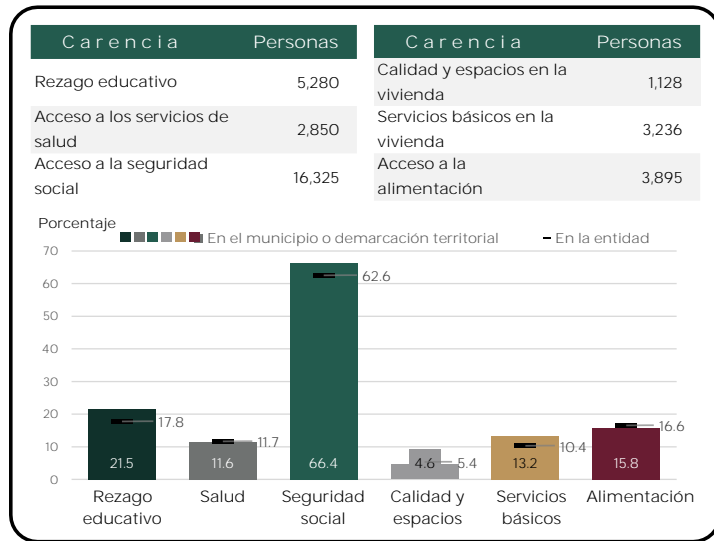 Carencia Personas
Rezago educativo 5,280
Acceso a los servicios de
salud 2,850
Acceso a la seguridad
social 16,325
Carencia Personas
Calidad y espacios en la
vivienda 1,128
Servicios básicos en la
vivienda 3,236
Acceso a la
alimentación 3,895
Porcentaje
En el municipio o demarcación territorial En la entidad
70
60
50
40
30
20
10
0
62.6
17.8
11.7
5.4
10.4
16.6
21.5 11.6 66.4 4.6 13.2 15.8
Rezago
educativo
Salud
Seguridad
social
Calidad y
espacios
Servicios
básicos
Alimentación